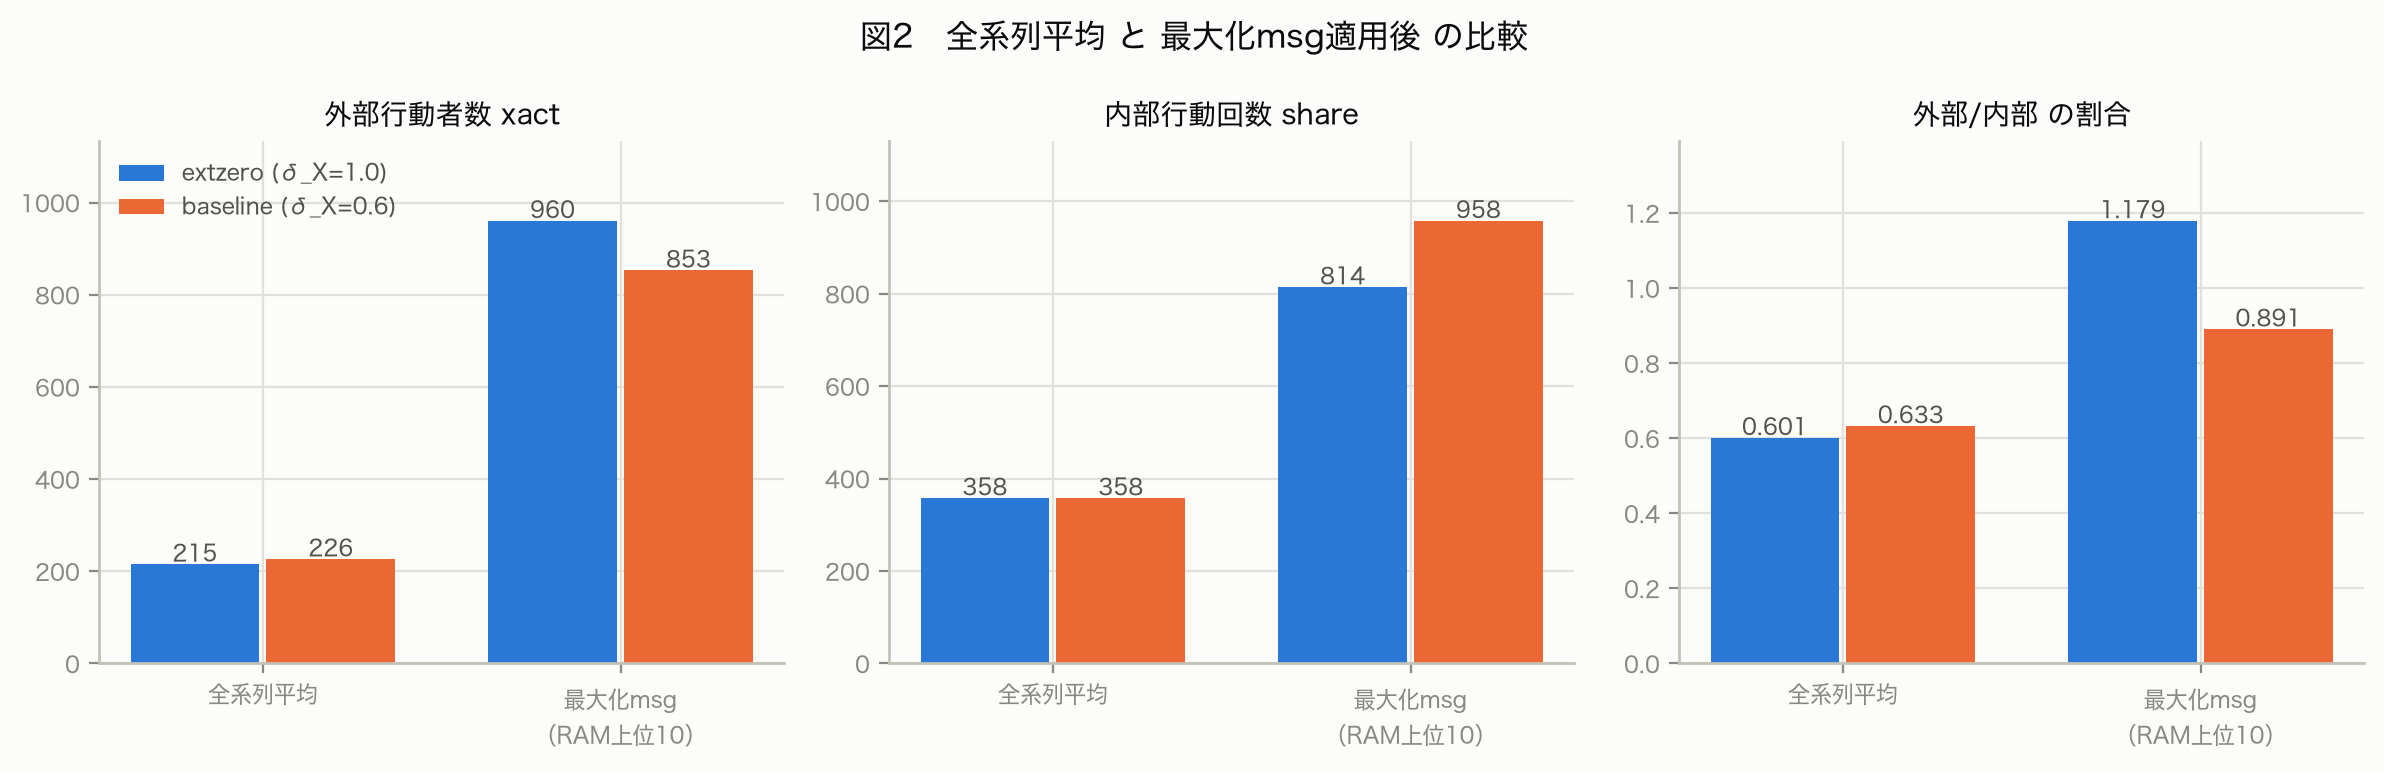 図2　全系列平均 と 最大化msg適用後 の比較
外部行動者数 xact
extzero (δ_X=1.0)
baseline (δ_X=0.6)
1000
800
600
400
200
0
215
226
960
853
全系列平均
最大化msg
(RAM上位10)
内部行動回数 share
1000
800
600
400
200
0
358
358
814
958
全系列平均
最大化msg
(RAM上位10)
外部/内部 の割合
1.2
1.0
0.8
0.6
0.4
0.2
0.0
0.601
0.633
1.179
0.891
全系列平均
最大化msg
(RAM上位10)